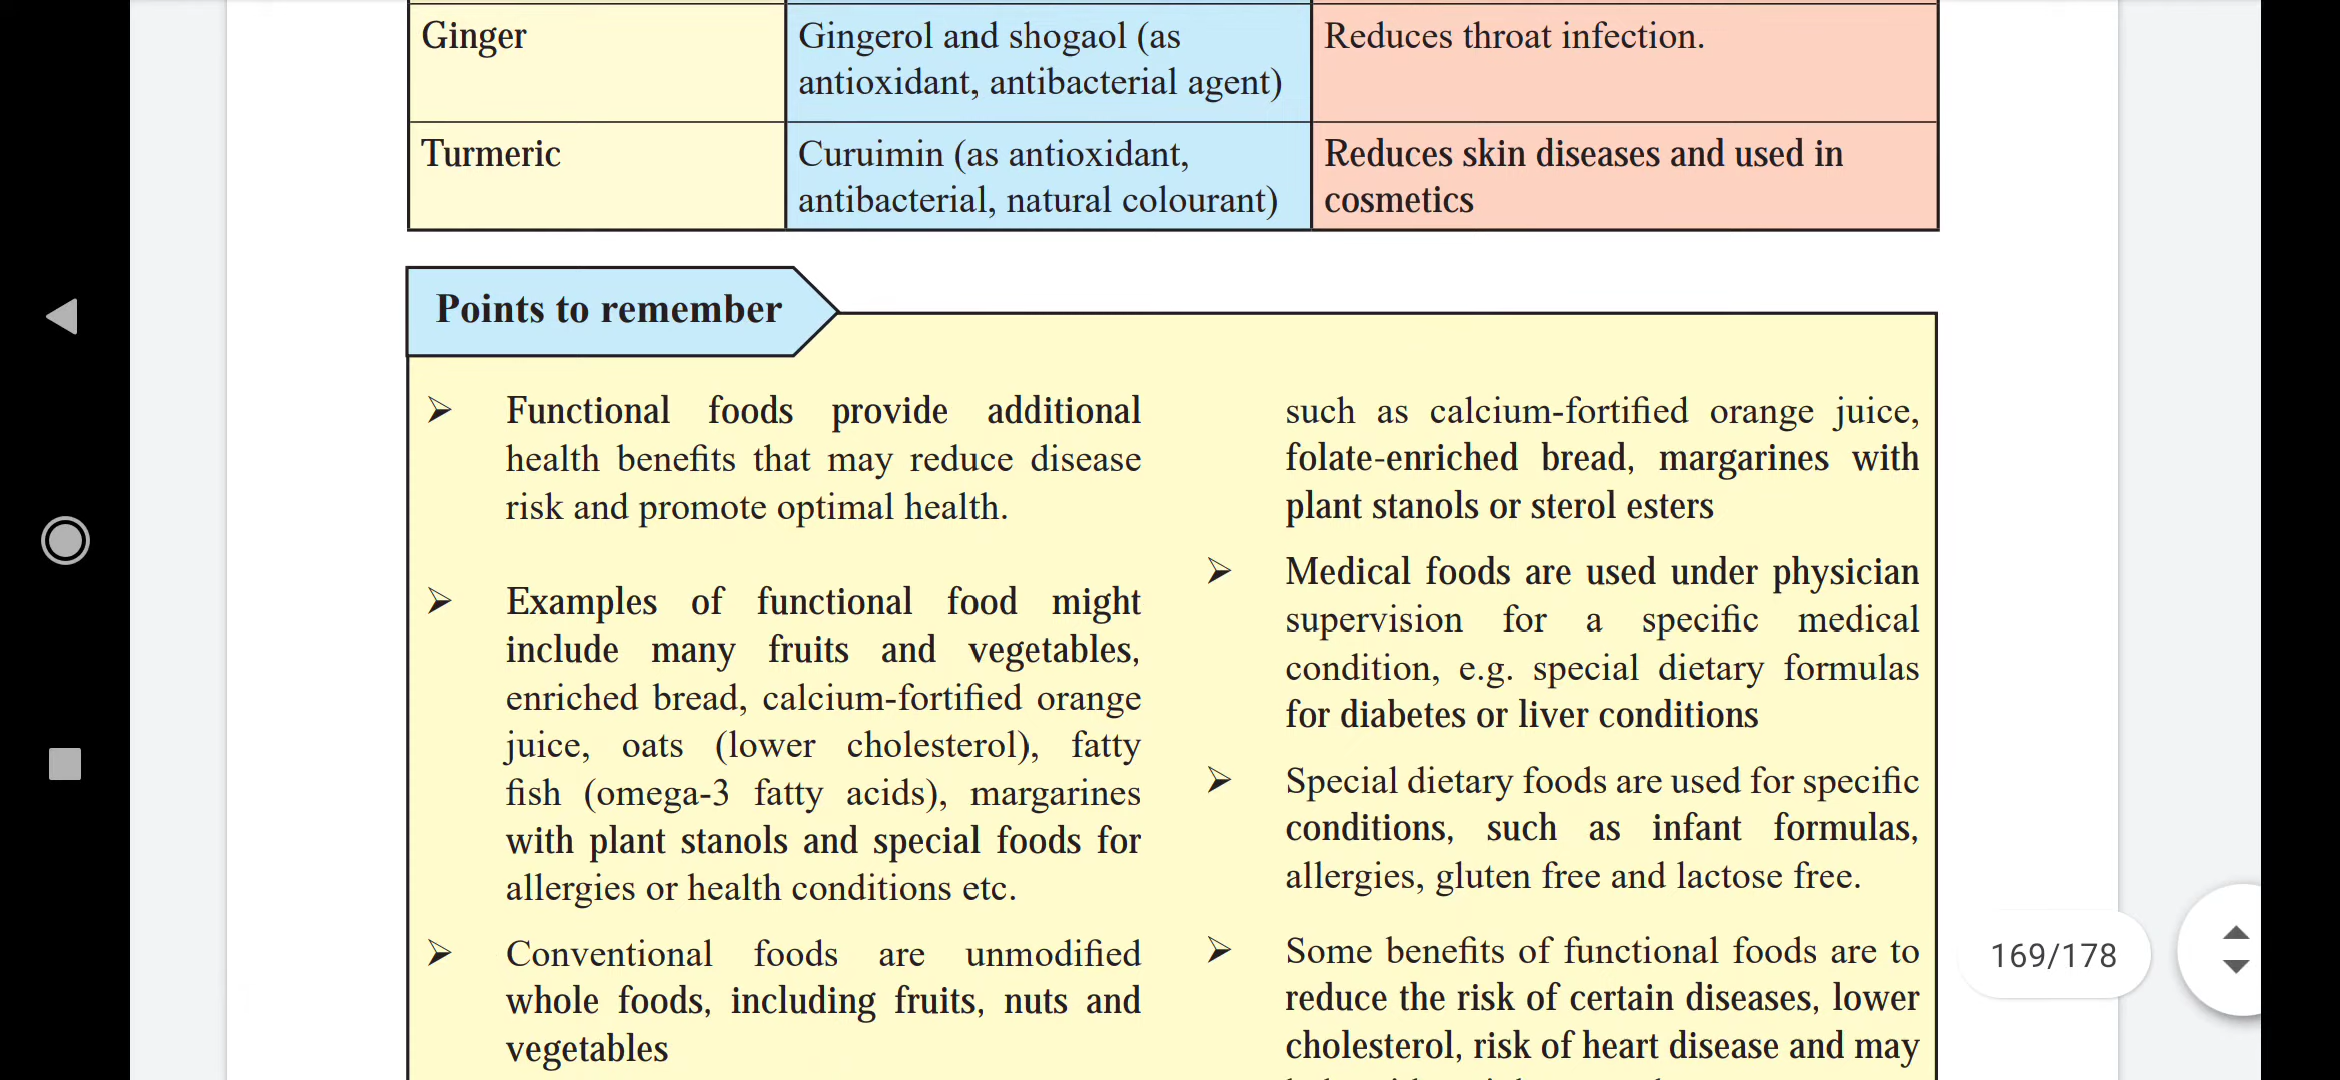 Ginger
Gingerol and shogaol (as
antioxidant, antibacterial agent)
Reduces throat infection.
Turmeric
Curuimin (as antioxidant,
antibacterial, natural colourant)
Reduces skin diseases and used in
cosmetics
Points to remember
➢ Functional foods provide additional
health benefits that may reduce disease
risk and promote optimal health.
➢ Examples of functional food might
include many fruits and vegetables,
enriched bread, calcium-fortified orange
juice, oats (lower cholesterol), fatty
fish (omega-3 fatty acids), margarines
with plant stanols and special foods for
allergies or health conditions etc.
➢ Conventional foods are unmodified
whole foods, including fruits, nuts and
vegetables
such as calcium-fortified orange juice,
folate-enriched bread, margarines with
plant stanols or sterol esters
➢ Medical foods are used under physician
supervision for a specific medical
condition, e.g. special dietary formulas
for diabetes or liver conditions
➢ Special dietary foods are used for specific
conditions, such as infant formulas,
allergies, gluten free and lactose free.
➢ Some benefits of functional foods are to
reduce the risk of certain diseases, lower
cholesterol, risk of heart disease and may
169/178